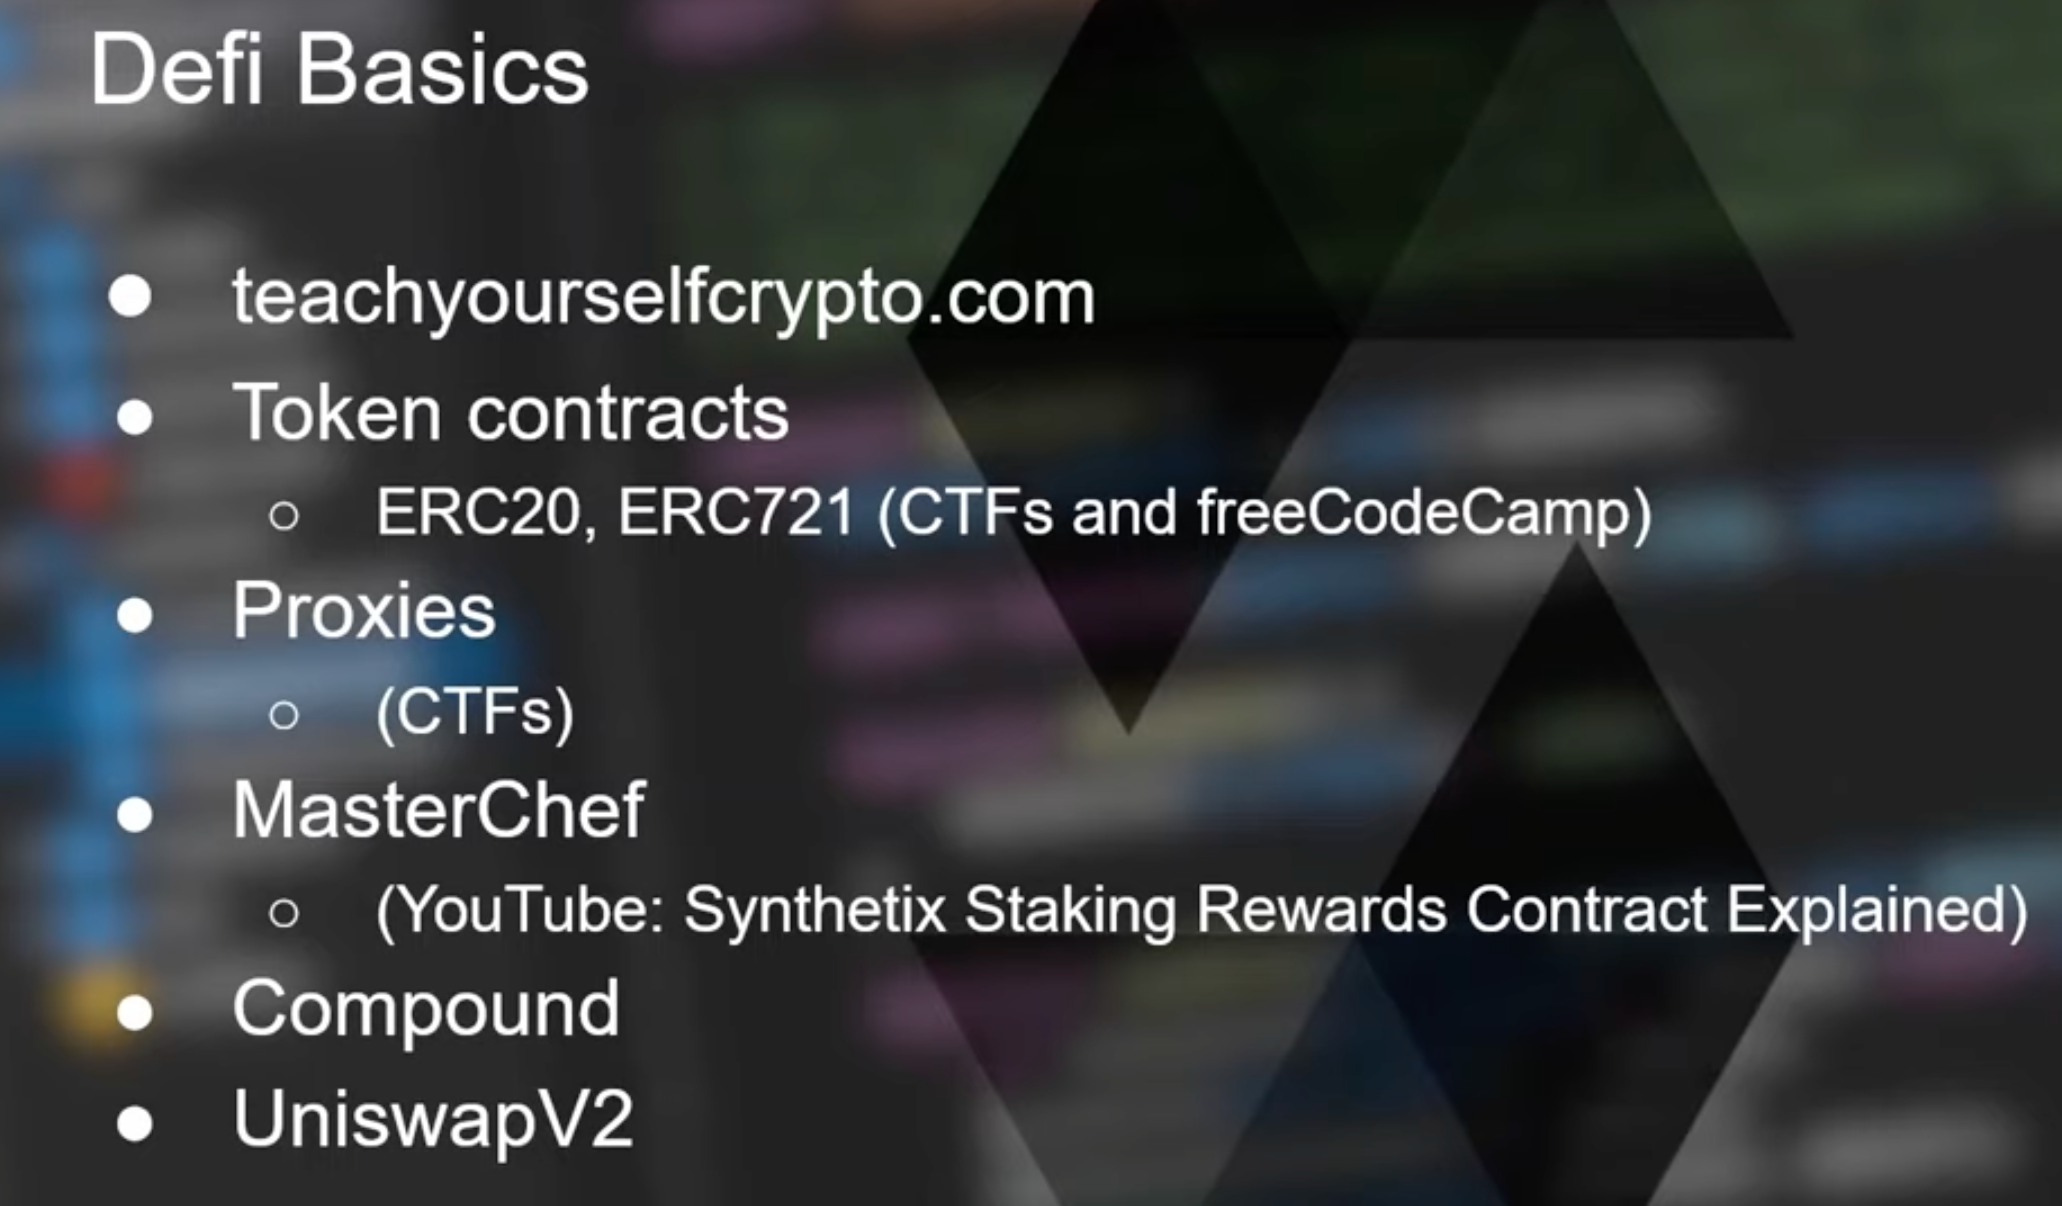 Defi Basics
● teachyourselfcrypto.com
● Token contracts
○ ERC20, ERC721 (CTFs and freeCodeCamp)
● Proxies
○ (CTFs)
● MasterChef
○ (YouTube: Synthetix Staking Rewards Contract Explained)
● Compound
● UniswapV2